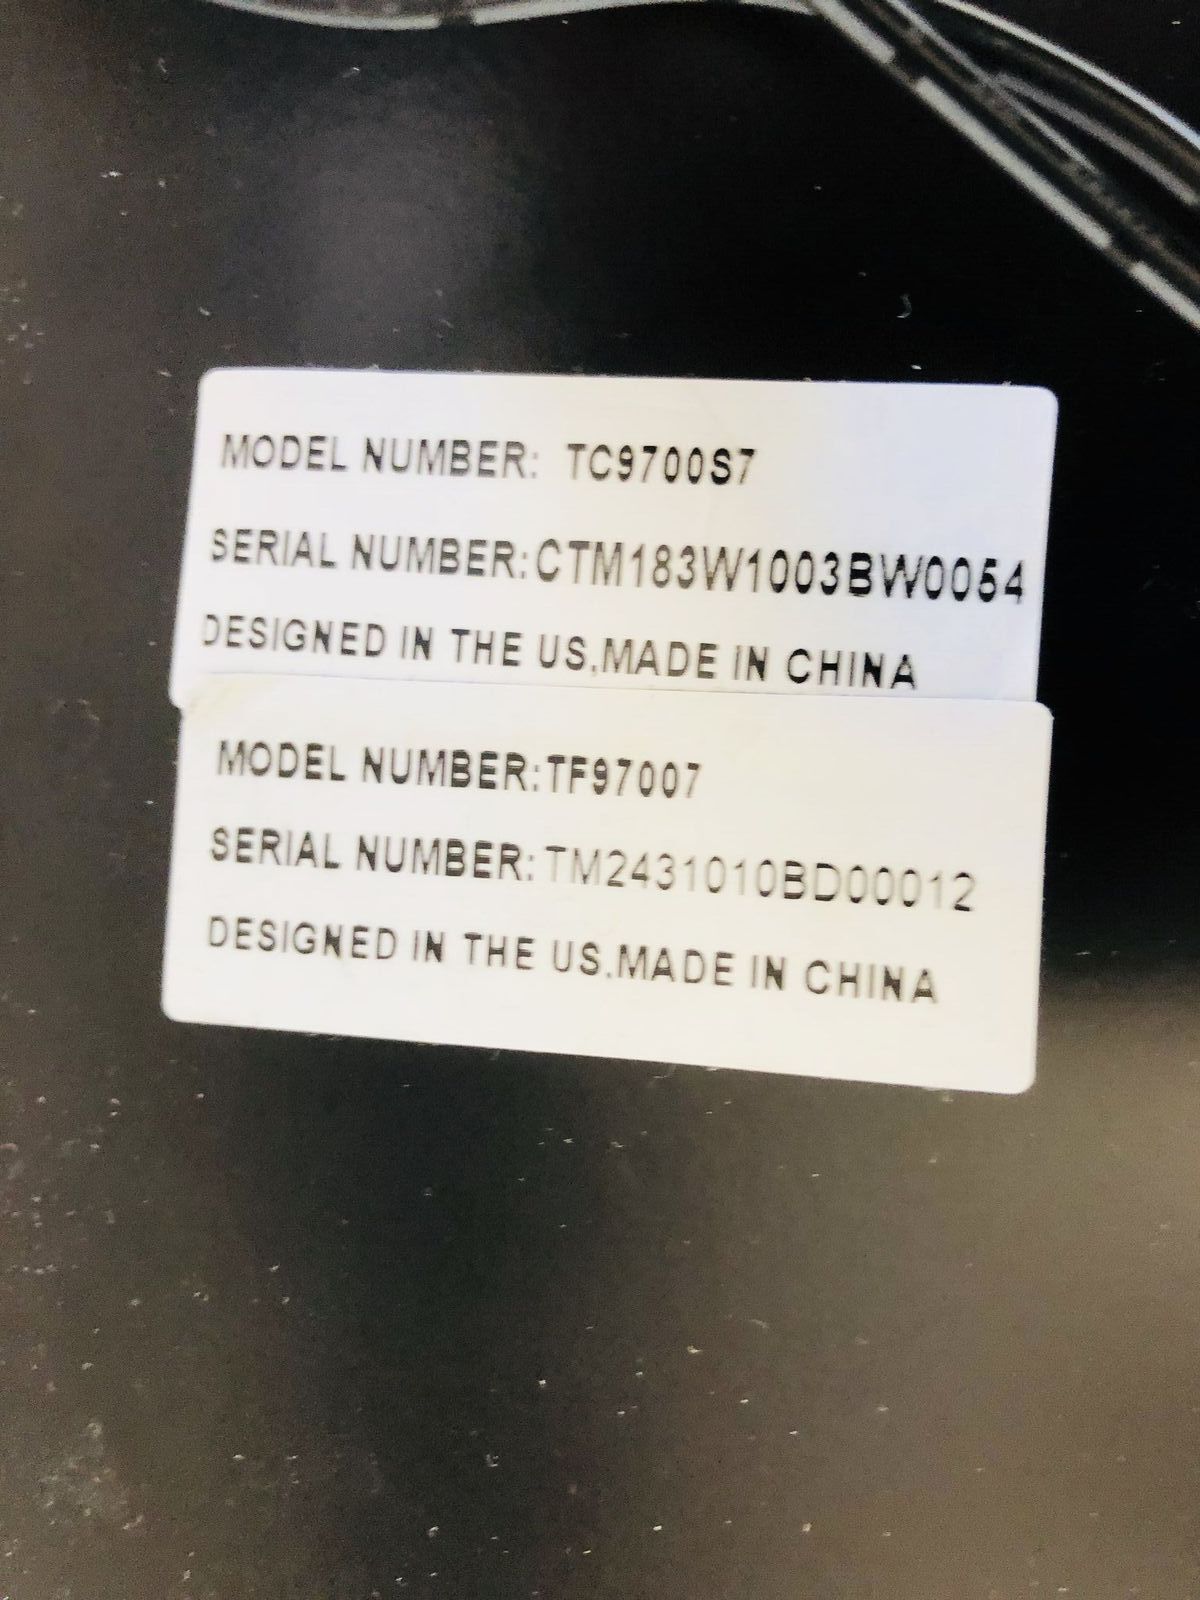 MODEL NUMBER: TC9700S7
SERIAL NUMBER:CTM183W1003BW0054
DESIGNED IN THE US,MADE IN CHINA
MODEL NUMBER:TF97007
SERIAL NUMBER:TM2431010BD00012
DESIGNED IN THE US.MADE IN CHINA